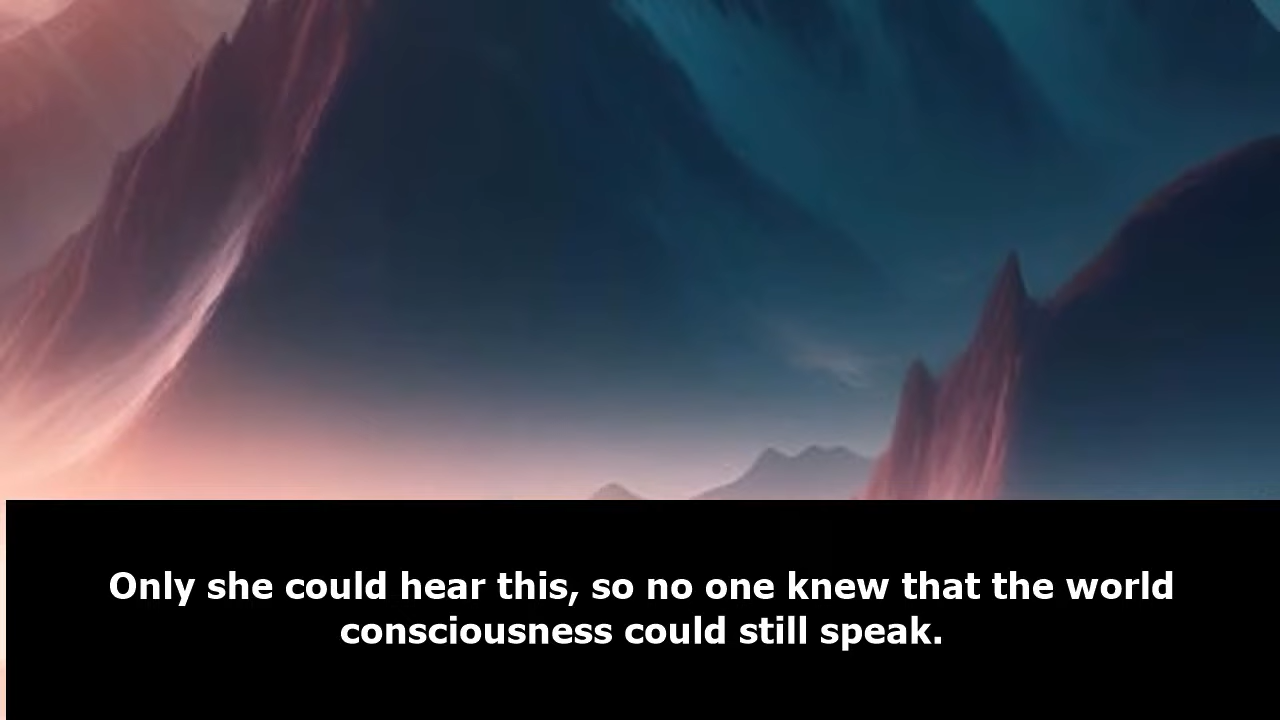 Only she could hear this, so no one knew that the world
consciousness could still speak.